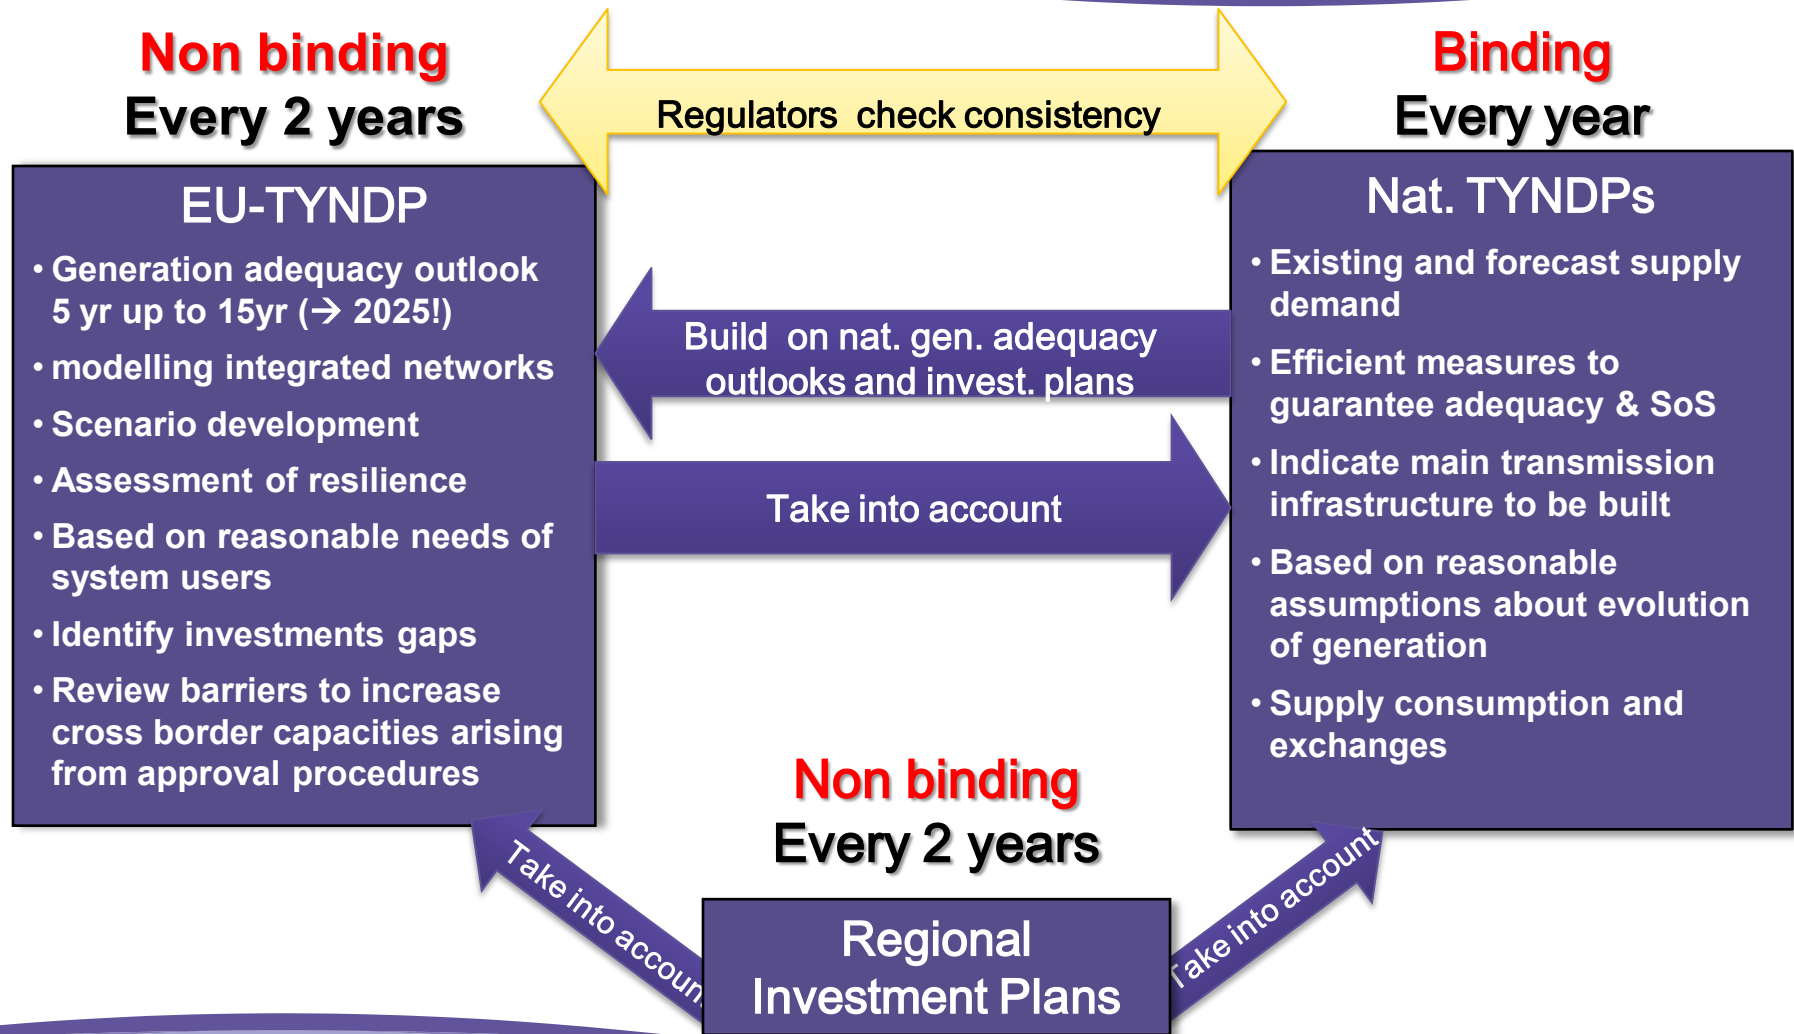 Non binding
Every 2 years
Regulators check consistency
Binding
Every year
EU-TYNDP
• Generation adequacy outlook
5 yr up to 15yr (→ 2025!)
• modelling integrated networks
• Scenario development
• Assessment of resilience
• Based on reasonable needs of
system users
• Identify investments gaps
• Review barriers to increase
cross border capacities arising
from approval procedures
Build on nat. gen. adequacy
outlooks and invest. plans
Take into account
Nat. TYNDPs
• Existing and forecast supply
demand
• Efficient measures to
guarantee adequacy & SoS
• Indicate main transmission
infrastructure to be built
• Based on reasonable
assumptions about evolution
of generation
• Supply consumption and
exchanges
Non binding
Every 2 years
Take into account
Regional
Investment Plans
Take into account